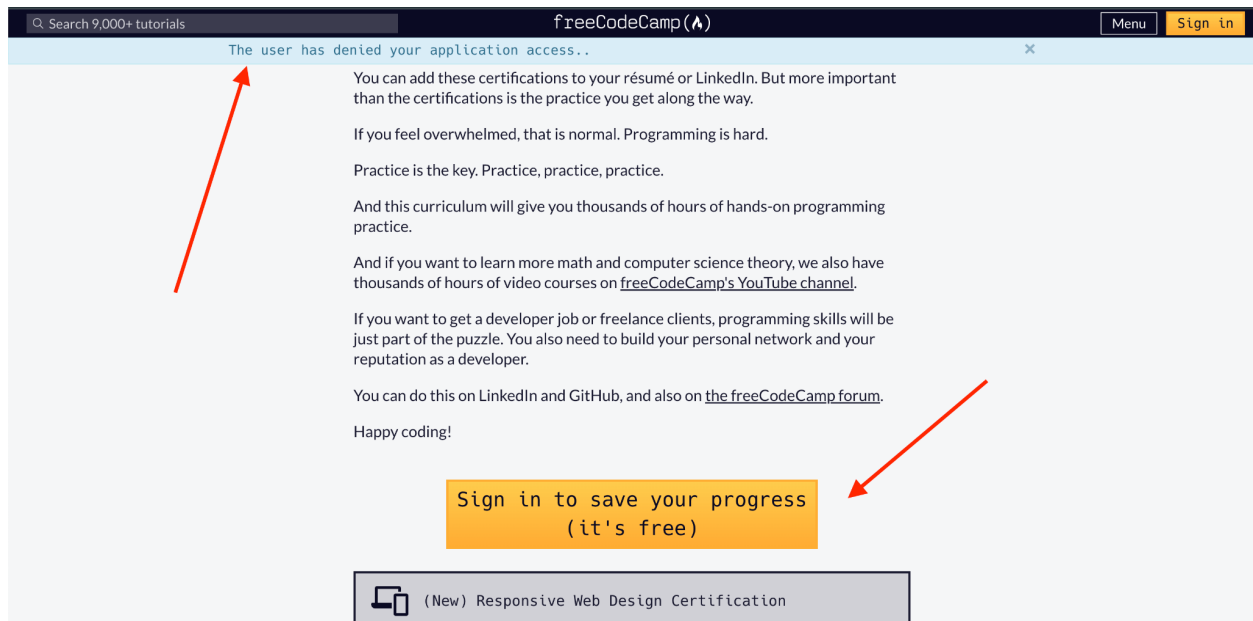 Search 9,000+ tutorials
freeCodeCamp(🔥)
Menu
Sign in
The user has denied your application access..
×
You can add these certifications to your résumé or LinkedIn. But more important
than the certifications is the practice you get along the way.
If you feel overwhelmed, that is normal. Programming is hard.
Practice is the key. Practice, practice, practice.
And this curriculum will give you thousands of hours of hands-on programming
practice.
And if you want to learn more math and computer science theory, we also have
thousands of hours of video courses on freeCodeCamp's YouTube channel.
If you want to get a developer job or freelance clients, programming skills will be
just part of the puzzle. You also need to build your personal network and your
reputation as a developer.
You can do this on LinkedIn and GitHub, and also on the freeCodeCamp forum.
Happy coding!
Sign in to save your progress
(it's free)
(New) Responsive Web Design Certification